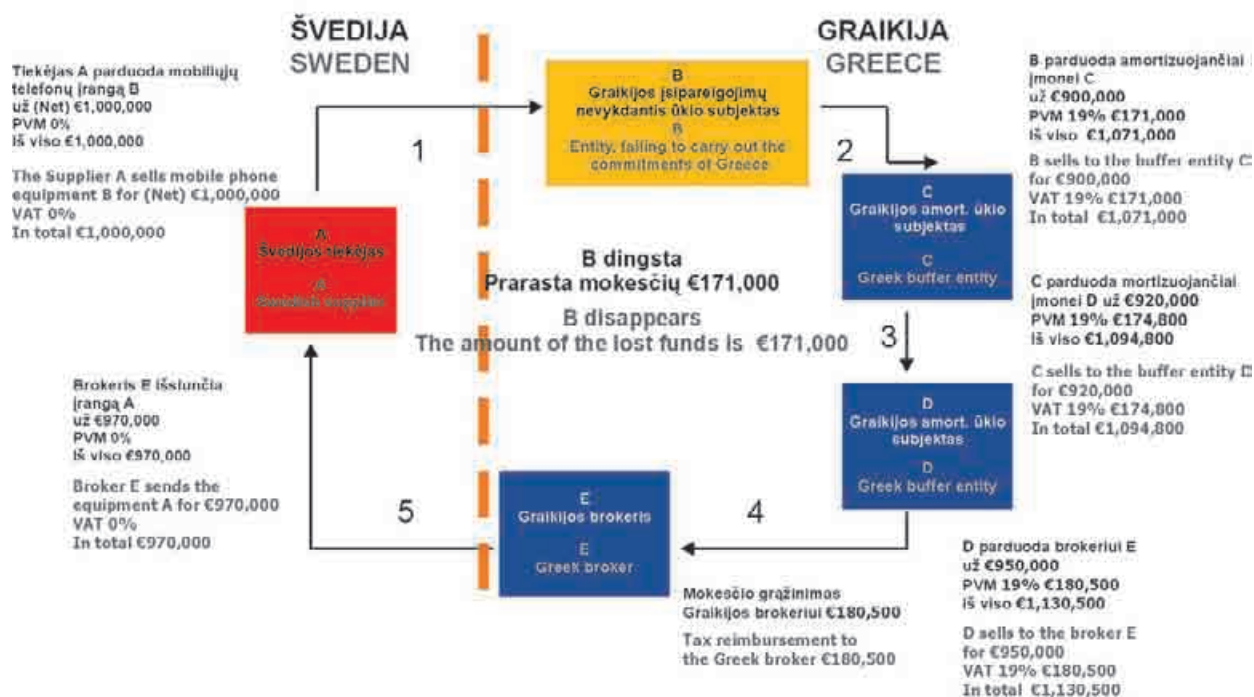 ŠVEDIJA
SWEDEN
GRAIKIJA
GREECE
Tiekėjas A parduoda mobiliųjų
telefonų įrangą B
už (Net) €1,000,000
PVM 0%
Iš viso €1,000,000
The Supplier A sells mobile phone
equipment B for (Net) €1,000,000
VAT 0%
In total €1,000,000
1
B
Graikijos įsipareigojimų
nevykdantis ūkio subjektas
B
Entity, failing to carry out the
commitments of Greece
2
B parduoda amortizuojančiai
įmonei C
už €900,000
PVM 19% €171,000
Iš viso €1,071,000
B sells to the buffer entity C
for €900,000
VAT 19% €171,000
In total €1,071,000
A
Švedijos tiekėjas
A
Swedish supplier
C
Graikijos amort. ūkio
subjektas
C
Greek buffer entity
B dingsta
Prarasta mokesčių €171,000
B disappears
The amount of the lost funds is €171,000
3
C parduoda mortizuojančiai
įmonei D už €920,000
PVM 19% €174,800
Iš viso €1,094,800
C sells to the buffer entity D
for €920,000
VAT 19% €174,800
In total €1,094,800
D
Graikijos amort. ūkio
subjektas
D
Greek buffer entity
Brokeris E išsiunčia
įrangą A
už €970,000
PVM 0%
Iš viso €970,000
Broker E sends the
equipment A for €970,000
VAT 0%
In total €970,000
5
E
Graikijos brokeris
E
Greek broker
4
D parduoda brokeriui E
už €950,000
PVM 19% €180,500
iš viso €1,130,500
D sells to the broker E
for €950,000
VAT 19% €180,500
In total €1,130,500
Mokesčio grąžinimas
Graikijos brokeriui €180,500
Tax reimbursement to
the Greek broker €180,500